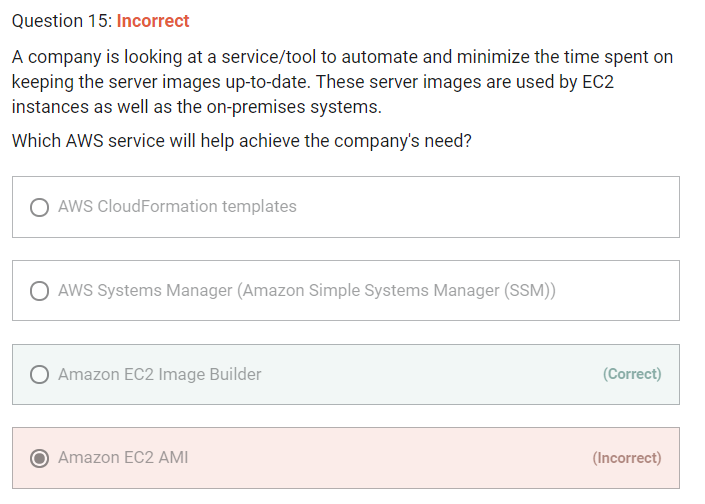 Question 15: Incorrect
A company is looking at a service/tool to automate and minimize the time spent on
keeping the server images up-to-date. These server images are used by EC2
instances as well as the on-premises systems.
Which AWS service will help achieve the company's need?
AWS CloudFormation templates
AWS Systems Manager (Amazon Simple Systems Manager (SSM))
Amazon EC2 Image Builder (Correct)
Amazon EC2 AMI (Incorrect)